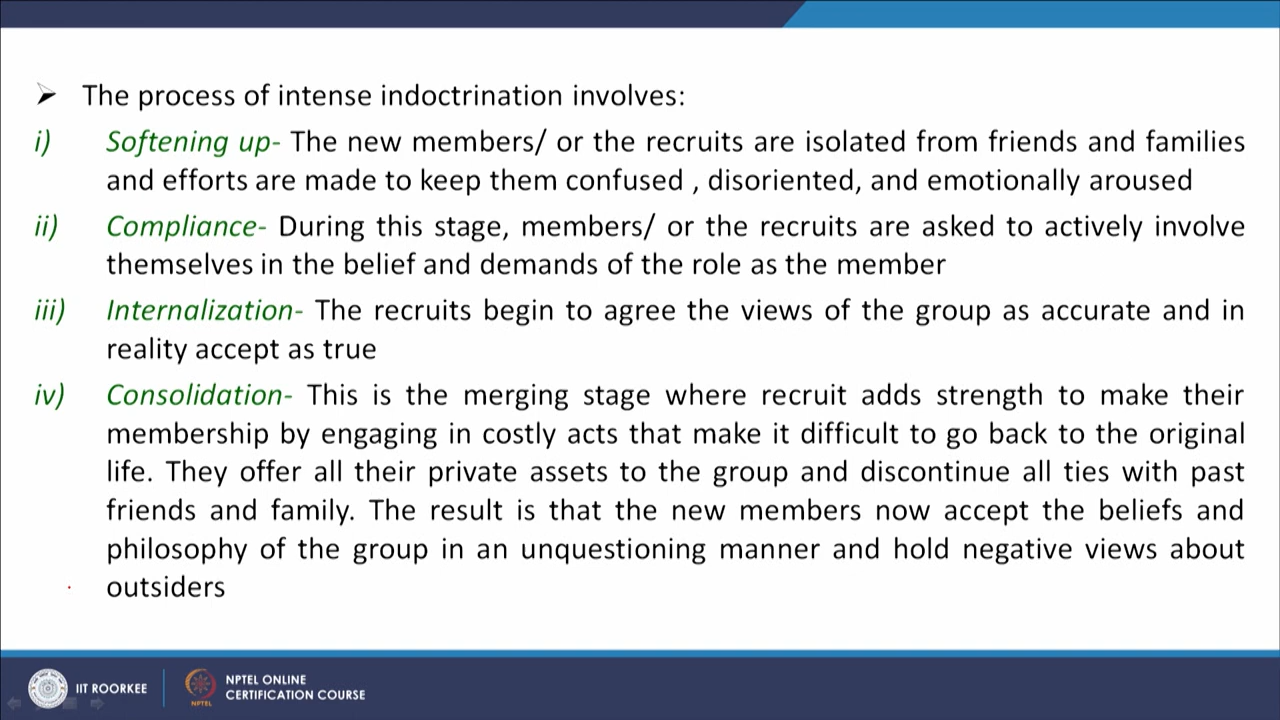 ➢ The process of intense indoctrination involves:
i) Softening up- The new members/ or the recruits are isolated from friends and families
and efforts are made to keep them confused , disoriented, and emotionally aroused
ii) Compliance- During this stage, members/ or the recruits are asked to actively involve
themselves in the belief and demands of the role as the member
iii) Internalization- The recruits begin to agree the views of the group as accurate and in
reality accept as true
iv) Consolidation- This is the merging stage where recruit adds strength to make their
membership by engaging in costly acts that make it difficult to go back to the original
life. They offer all their private assets to the group and discontinue all ties with past
friends and family. The result is that the new members now accept the beliefs and
philosophy of the group in an unquestioning manner and hold negative views about
outsiders
IIT ROORKEE
NPTEL
NPTEL ONLINE
CERTIFICATION COURSE